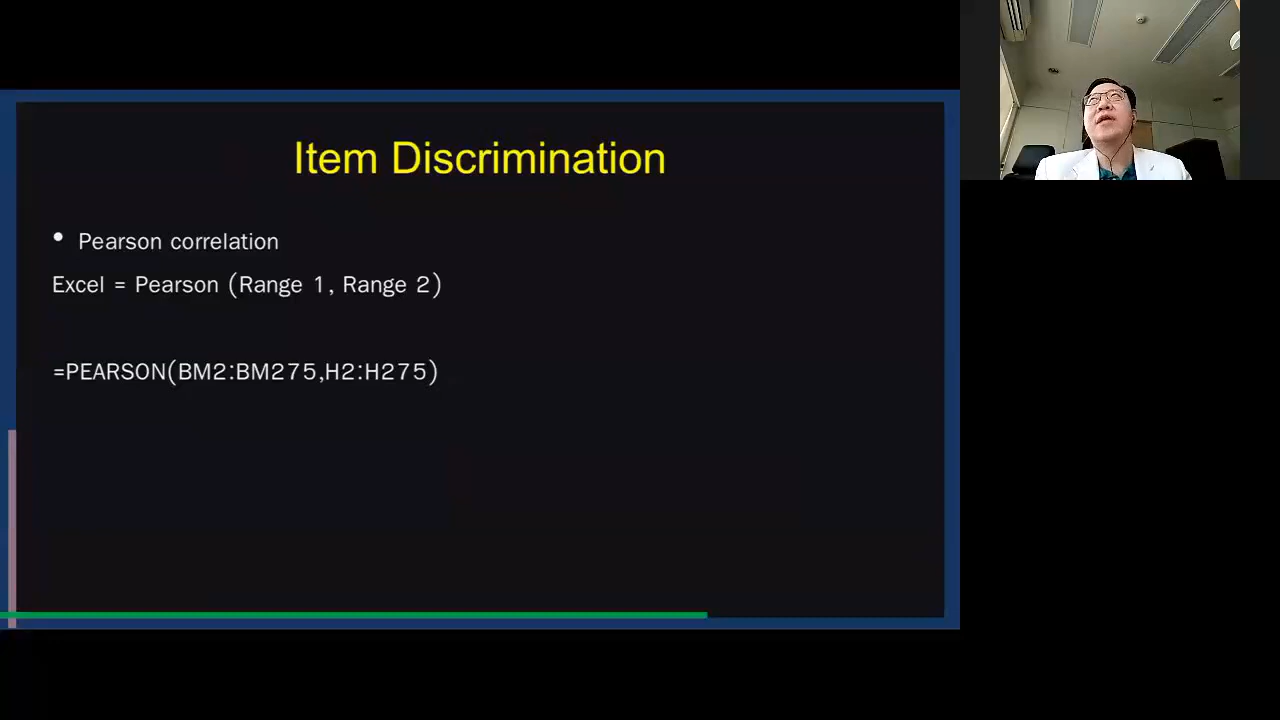 Item Discrimination
• Pearson correlation
Excel = Pearson (Range 1, Range 2)
=PEARSON(BM2:BM275,H2:H275)